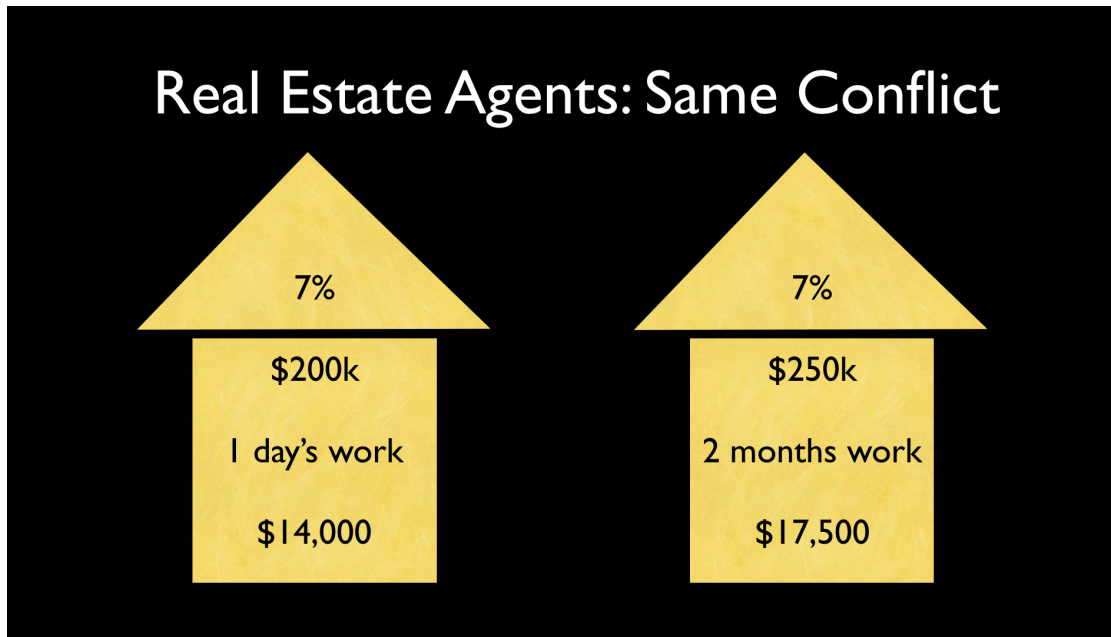 Real Estate Agents: Same Conflict
7%
$200k
1 day’s work
$14,000
7%
$250k
2 months work
$17,500